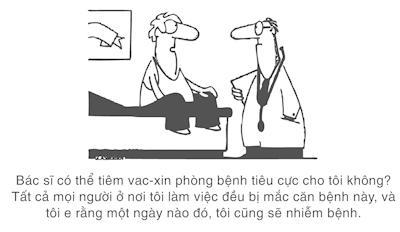 Bác sĩ có thể tiêm vac-xin phòng bệnh tiêu cực cho tôi không?
Tất cả mọi người ở nơi tôi làm việc đều bị mắc căn bệnh này, và
tôi e rằng một ngày nào đó, tôi cũng sẽ nhiễm bệnh.